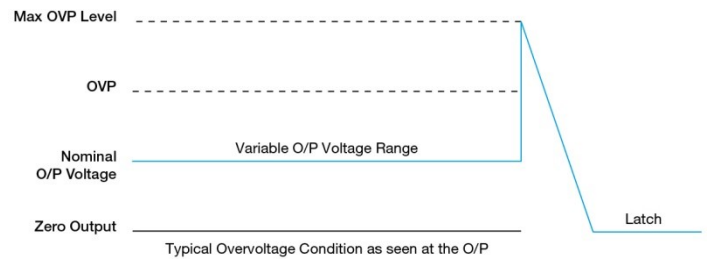 Max OVP Level
OVP
Variable O/P Voltage Range
Nominal
O/P Voltage
Zero Output
Latch
Typical Overvoltage Condition as seen at the O/P